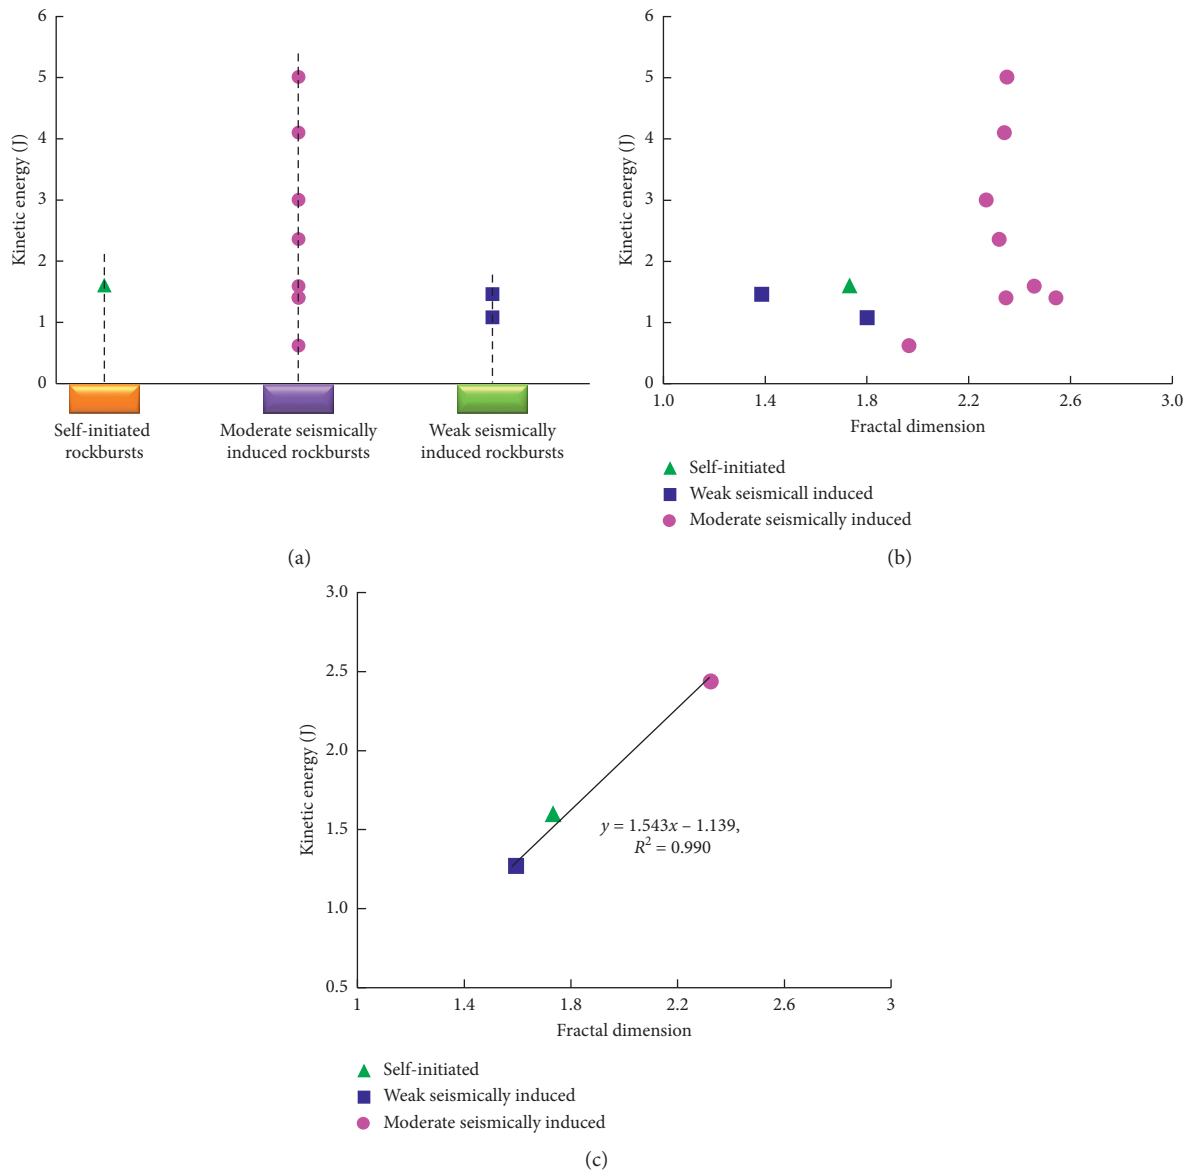 6
5
4
3
2
1
0
Kinetic energy (J)
Self-initiated
rockbursts
Moderate seismically
induced rockbursts
Weak seismically
induced rockbursts
(a)
6
5
4
3
2
1
0
Kinetic energy (J)
1.0 1.4 1.8 2.2 2.6 3.0
Fractal dimension
Self-initiated
Weak seismicall induced
Moderate seismically induced
(b)
3.0
2.5
2.0
1.5
1.0
0.5
Kinetic energy (J)
y = 1.543x – 1.139,
R² = 0.990
1 1.4 1.8 2.2 2.6 3
Fractal dimension
Self-initiated
Weak seismically induced
Moderate seismically induced
(c)